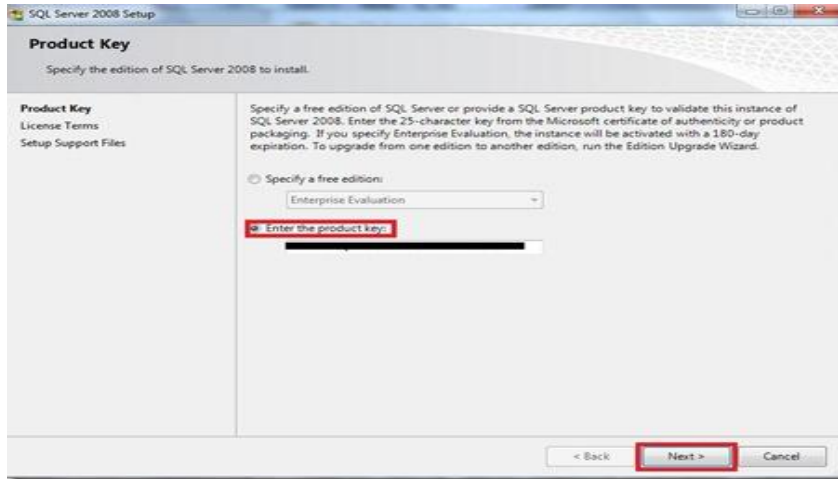 SQL Server 2008 Setup
Product Key
Specify the edition of SQL Server 2008 to install.
Product Key
License Terms
Setup Support Files
Specify a free edition of SQL Server or provide a SQL Server product key to validate this instance of
SQL Server 2008. Enter the 25-character key from the Microsoft certificate of authenticity or product
packaging. If you specify Enterprise Evaluation, the instance will be activated with a 180-day
expiration. To upgrade from one edition to another edition, run the Edition Upgrade Wizard.
Specify a free edition:
Enterprise Evaluation
Enter the product key:
< Back
Next >
Cancel